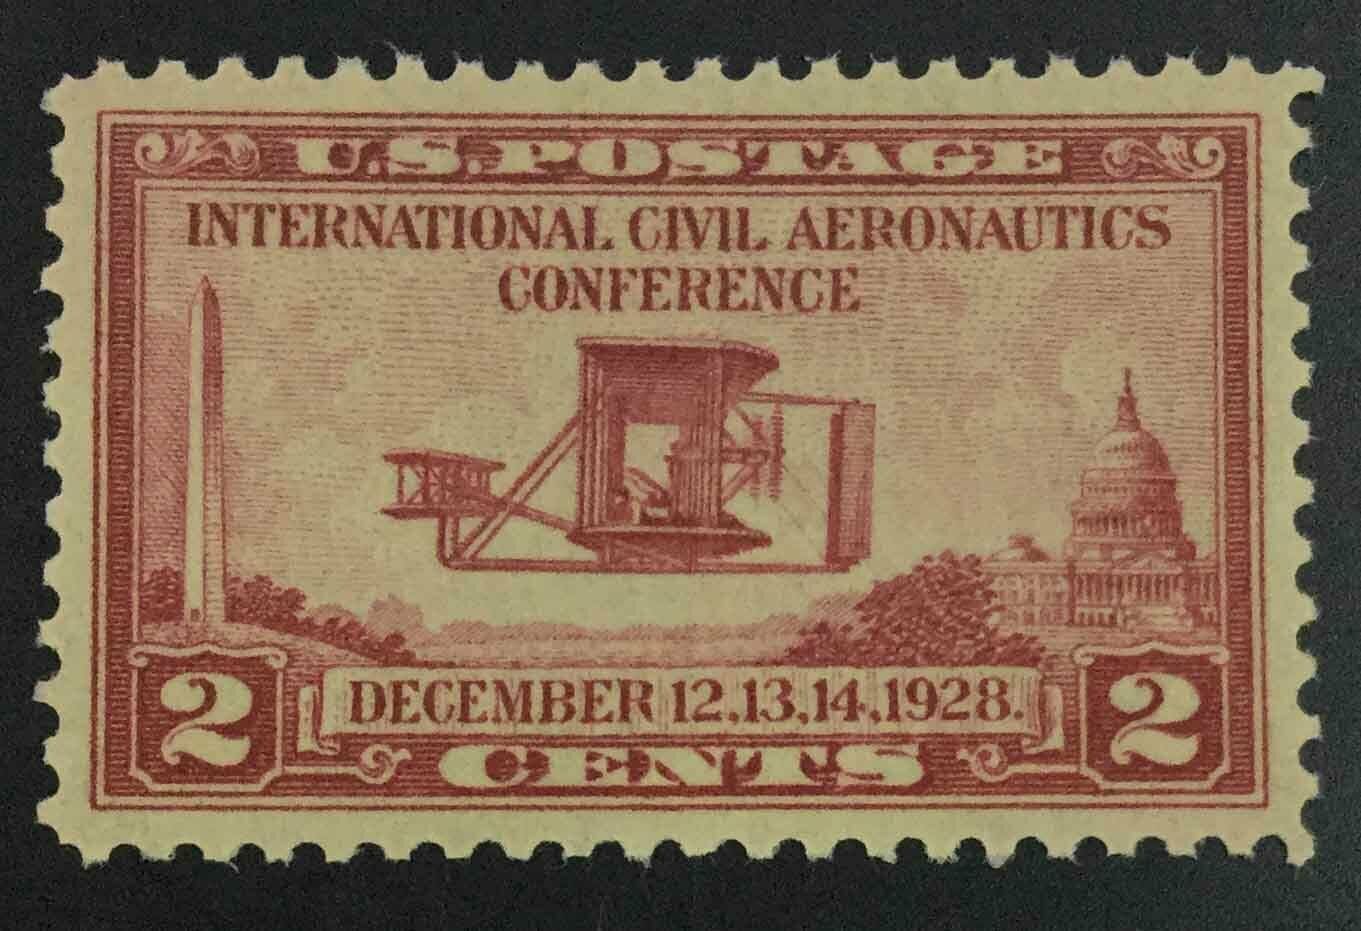 U.S. POSTAGE
INTERNATIONAL CIVIL AERONAUTICS
CONFERENCE
2 DECEMBER 12,13,14,1928. 2
CENTS